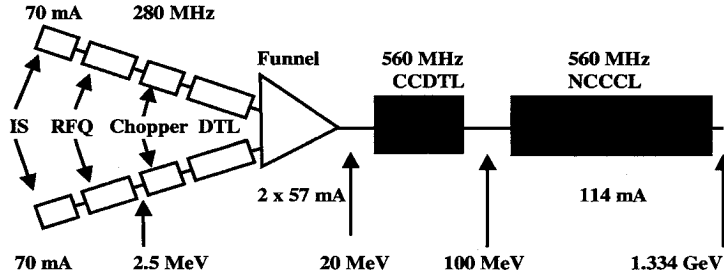 70 mA 280 MHz
Funnel 560 MHz 560 MHz
CCDTL NCCCL
IS RFQ Chopper DTL
2 x 57 mA 114 mA
70 mA 2.5 MeV 20 MeV 100 MeV 1.334 GeV